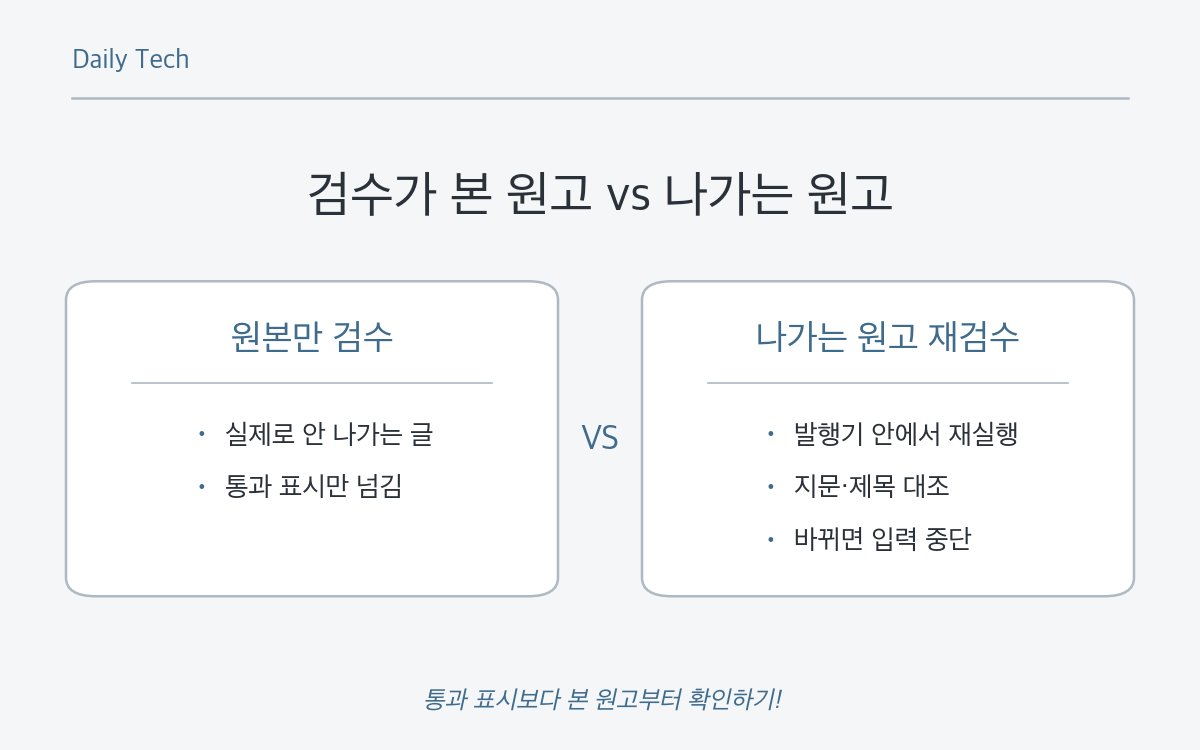 Daily Tech
검수가 본 원고 vs 나가는 원고
원본만 검수
• 실제로 안 나가는 글
• 통과 표시만 넘김
VS
나가는 원고 재검수
• 발행기 안에서 재실행
• 지문·제목 대조
• 바뀌면 입력 중단
통과 표시보다 본 원고부터 확인하기!